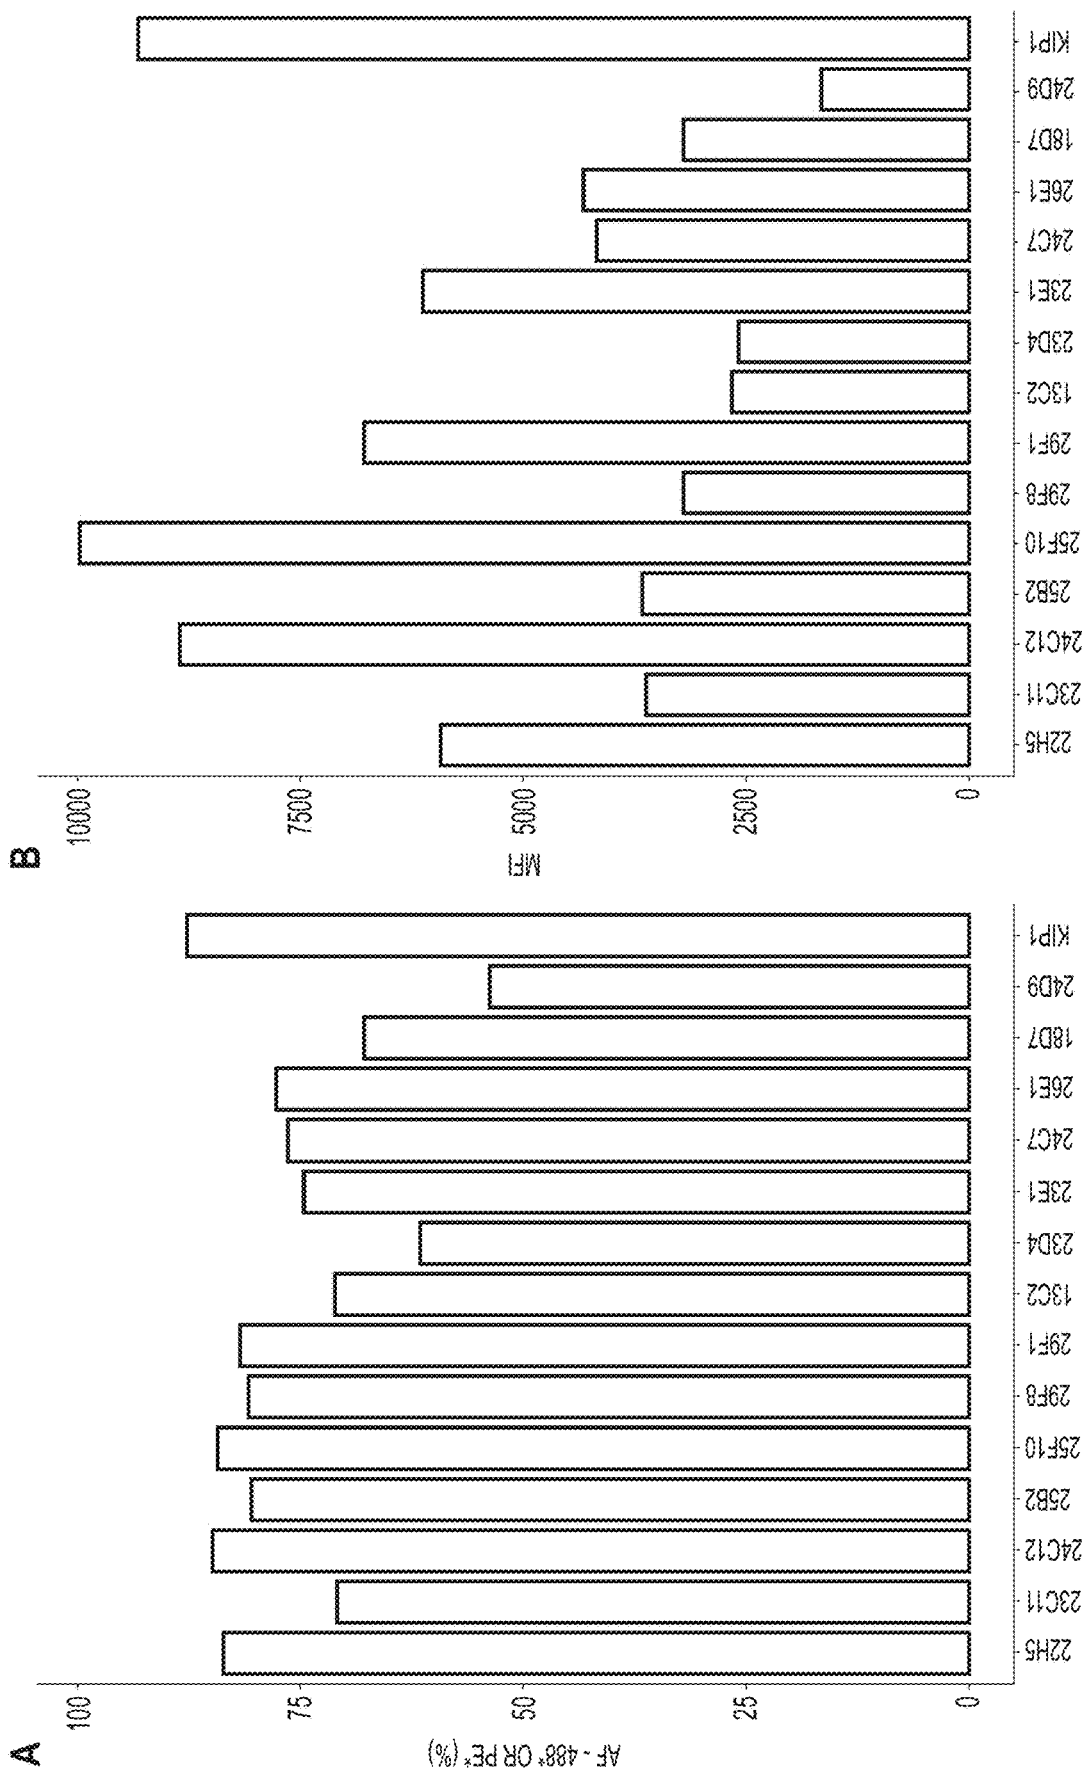 A
AF - 488⁺ OR PE⁺ (%)
100
75
50
25
0
22H5
23C11
24C12
25B2
25F10
29F8
29F1
13C2
23D4
23E1
24C7
26E1
18D7
24D9
KIP1
B
MFI
10000
7500
5000
2500
0
22H5
23C11
24C12
25B2
25F10
29F8
29F1
13C2
23D4
23E1
24C7
26E1
18D7
24D9
KIP1